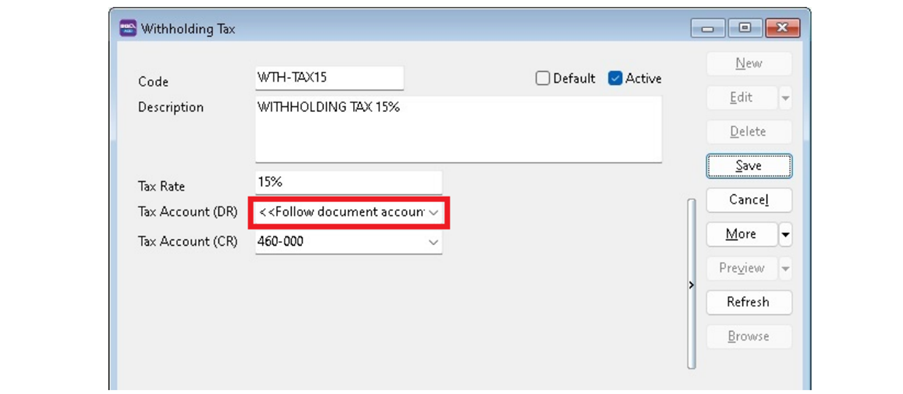 Withholding Tax
Code
WTH-TAX15
Default
Active
Description
WITHHOLDING TAX 15%
Tax Rate
15%
Tax Account (DR)
<<Follow document accoun
Tax Account (CR)
460-000
New
Edit
Delete
Save
Cancel
More
Preview
Refresh
Browse